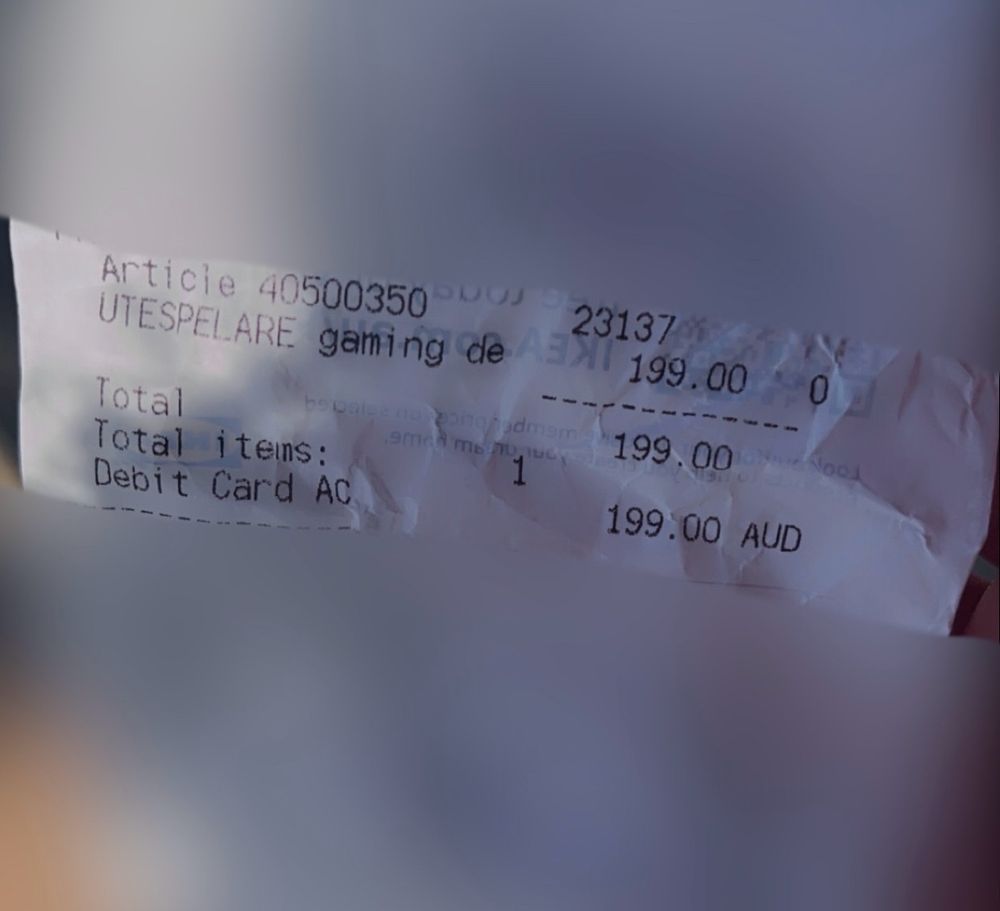 Article 40500350 23137
UTESPELARE gaming de 199.00 0
------------
Total 199.00
Total items: 1
Debit Card AC 199.00 AUD
------------